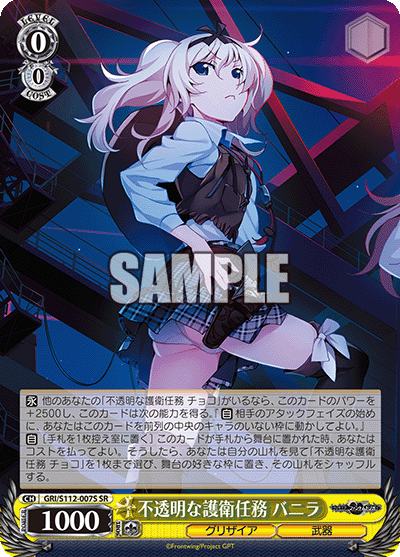 LEVEL
0
0
COST
SAMPLE
永 他のあなたの「不透明な護衛任務 チョコ」がいるなら、このカードのパワーを
+2500し、このカードは次の能力を得る。『自 相手のアタックフェイズの始め
に、あなたはこのカードを前列の中央のキャラのいない枠に動かしてよい。』
自 [手札を1枚控え室に置く] このカードが手札から舞台に置かれた時、あなたは
コストを払ってよい。そうしたら、あなたは自分の山札を見て「不透明な護衛任務
チョコ」を1枚まで選び、舞台の好きな枠に置き、その山札をシャッフル
する。
GRI/S112-007S SR
1000
不透明な護衛任務 バニラ
グリザイア
武器
©Frontwing/Project GPT